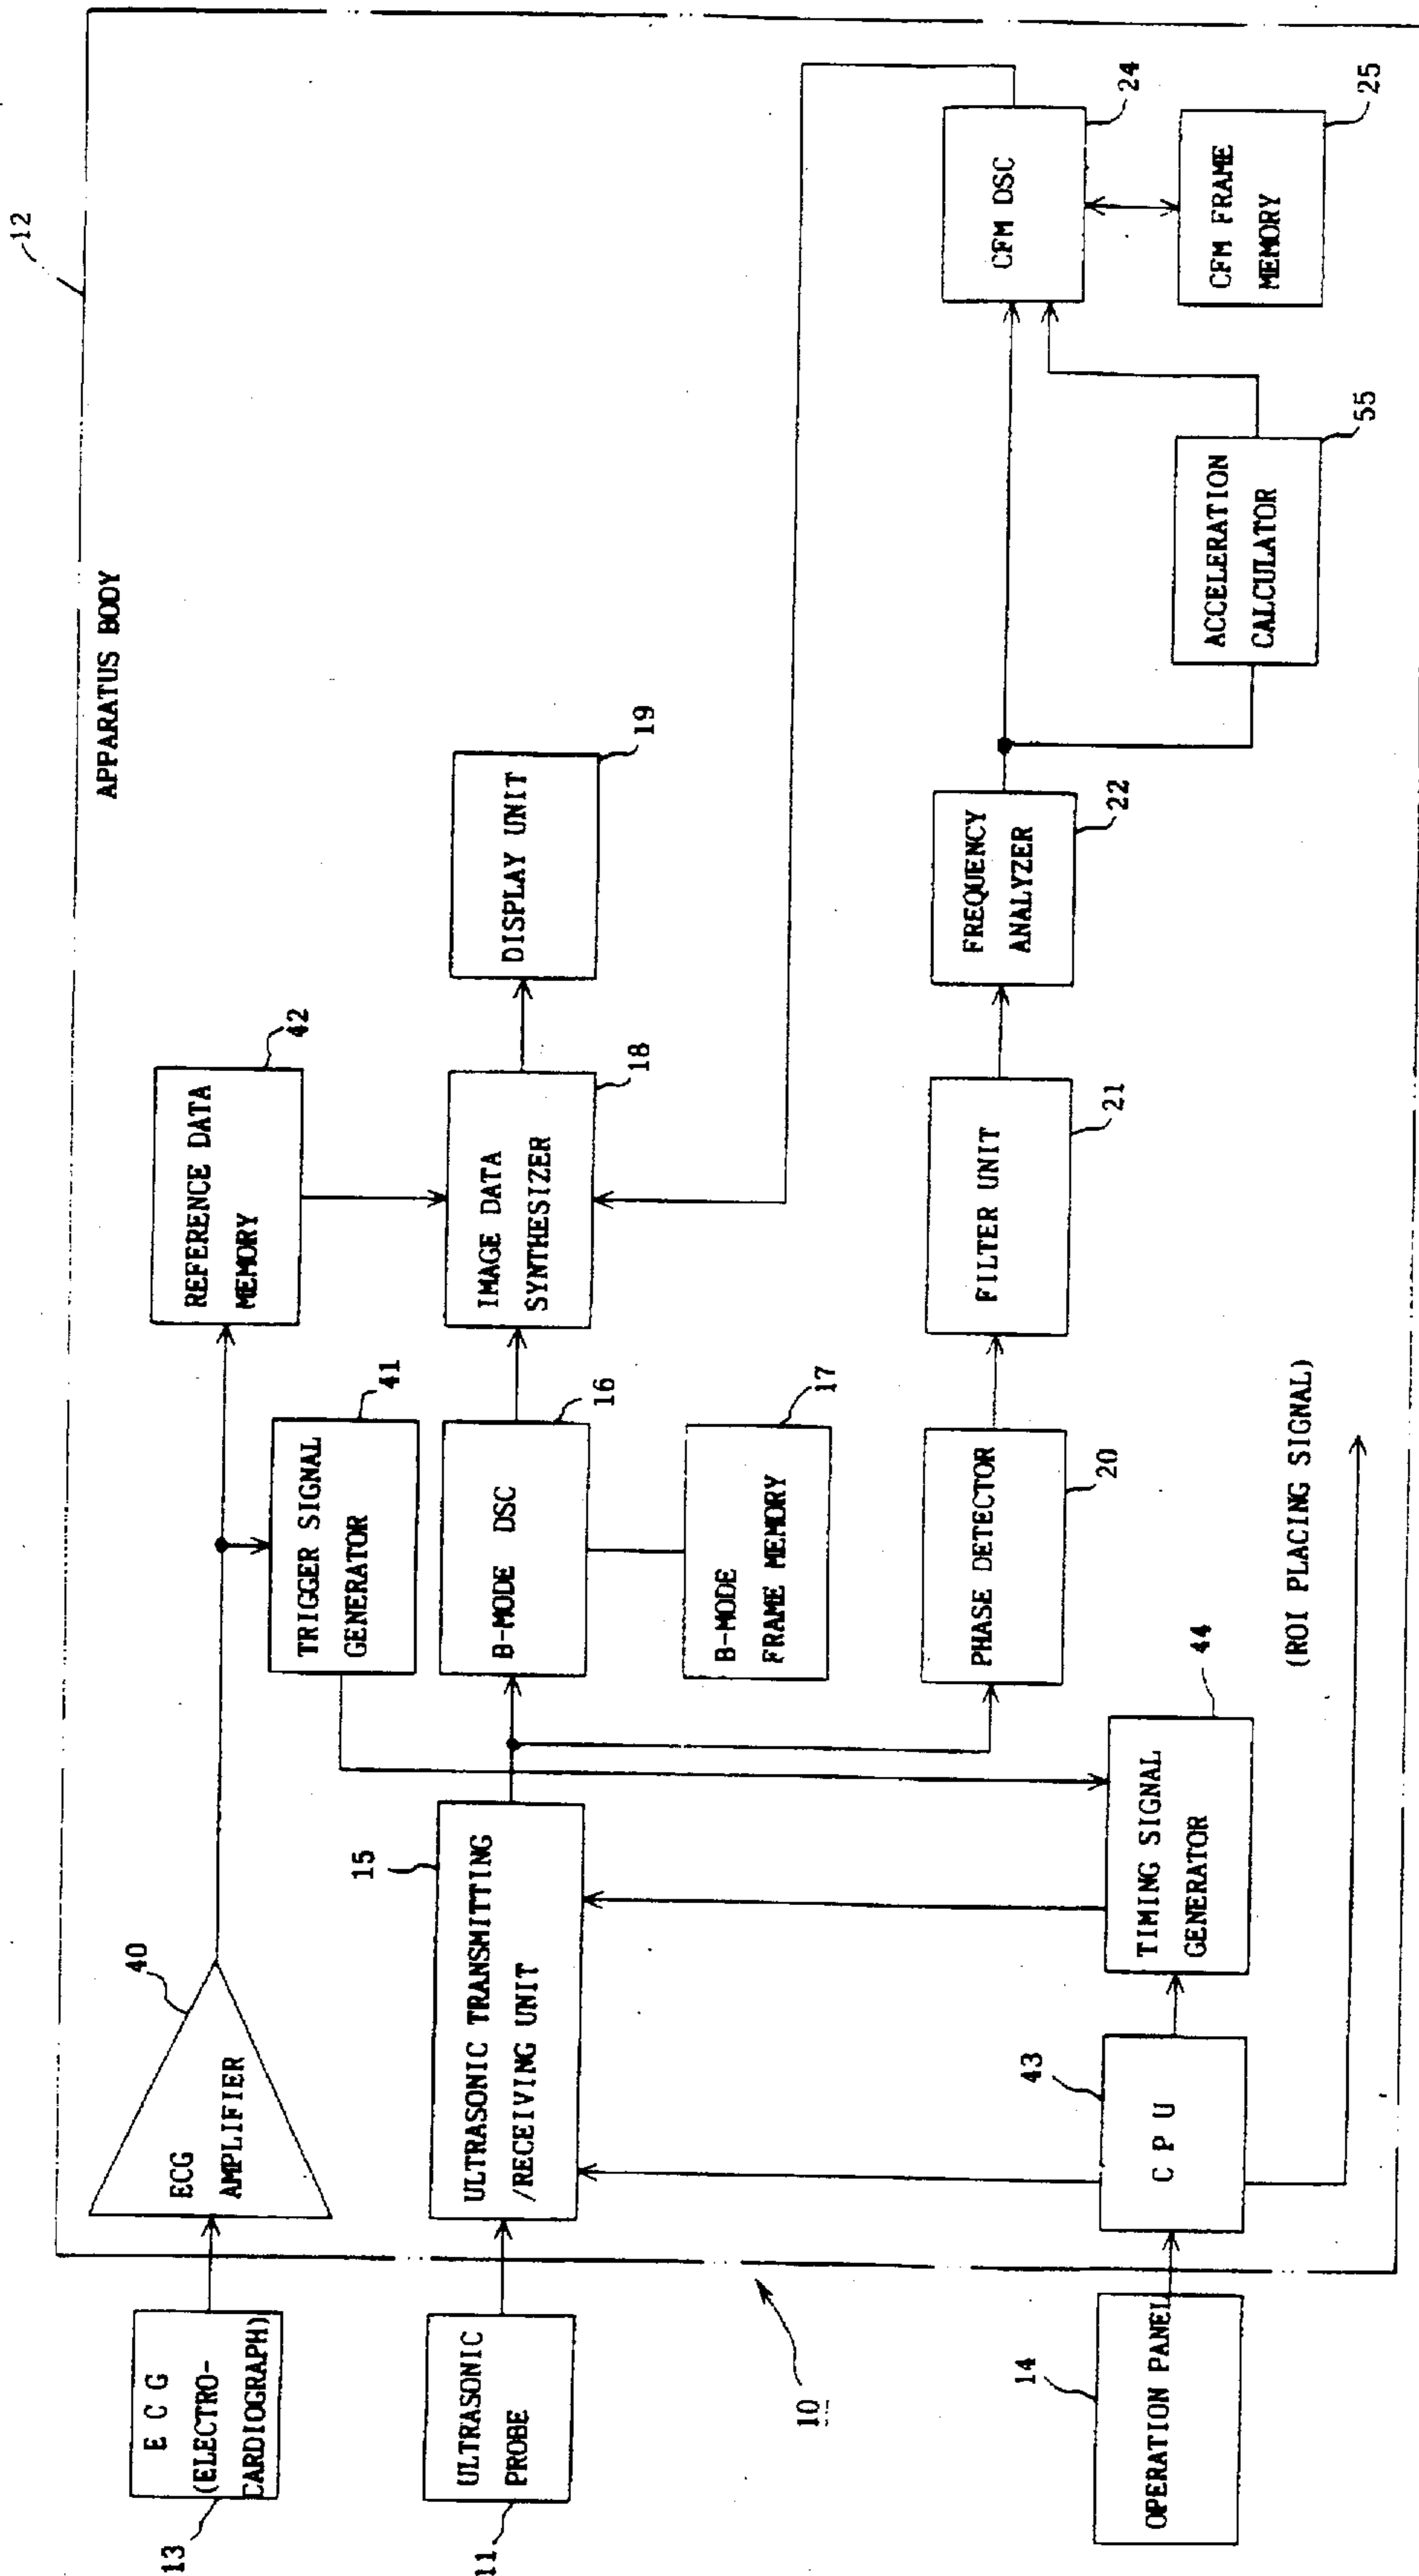 12
APPARATUS BODY
13
E C G
(ELECTRO-
CARDIOGRAPH)
40
ECG
AMPLIFIER
41
TRIGGER SIGNAL
GENERATOR
42
REFERENCE DATA
MEMORY
11
ULTRASONIC
PROBE
15
ULTRASONIC TRANSMITTING
/RECEIVING UNIT
16
B-MODE DSC
17
B-MODE
FRAME MEMORY
18
IMAGE DATA
SYNTHESIZER
19
DISPLAY UNIT
10
20
PHASE DETECTOR
21
FILTER UNIT
22
FREQUENCY
ANALYZER
24
CFM DSC
25
CFM FRAME
MEMORY
55
ACCELERATION
CALCULATOR
14
OPERATION PANEL
43
C P U
44
TIMING SIGNAL
GENERATOR
(ROI PLACING SIGNAL)